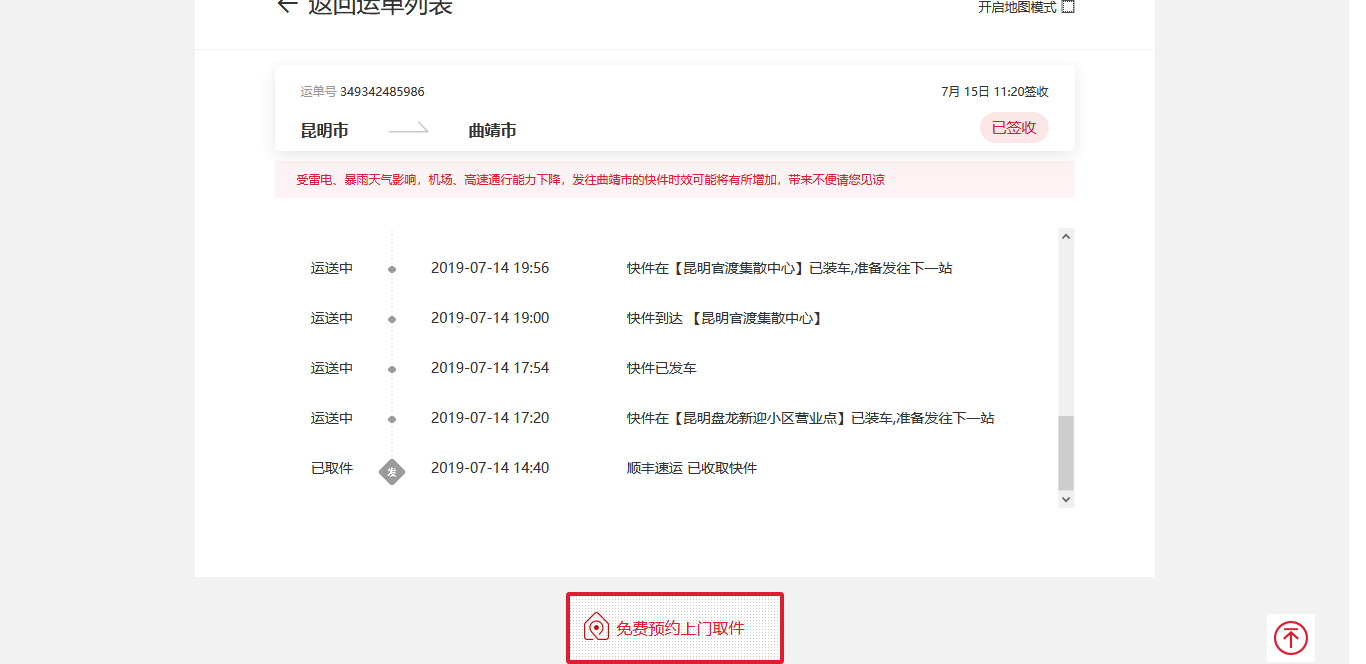 返回运单列表
开启地图模式
运单号 349342485986
7月 15日 11:20签收
昆明市 曲靖市
已签收
受雷电、暴雨天气影响，机场、高速通行能力下降，发往曲靖市的快件时效可能将有所增加，带来不便请您见谅
运送中 2019-07-14 19:56 快件在【昆明官渡集散中心】已装车,准备发往下一站
运送中 2019-07-14 19:00 快件到达 【昆明官渡集散中心】
运送中 2019-07-14 17:54 快件已发车
运送中 2019-07-14 17:20 快件在【昆明盘龙新迎小区营业点】已装车,准备发往下一站
已取件 发 2019-07-14 14:40 顺丰速运 已收取快件
免费预约上门取件